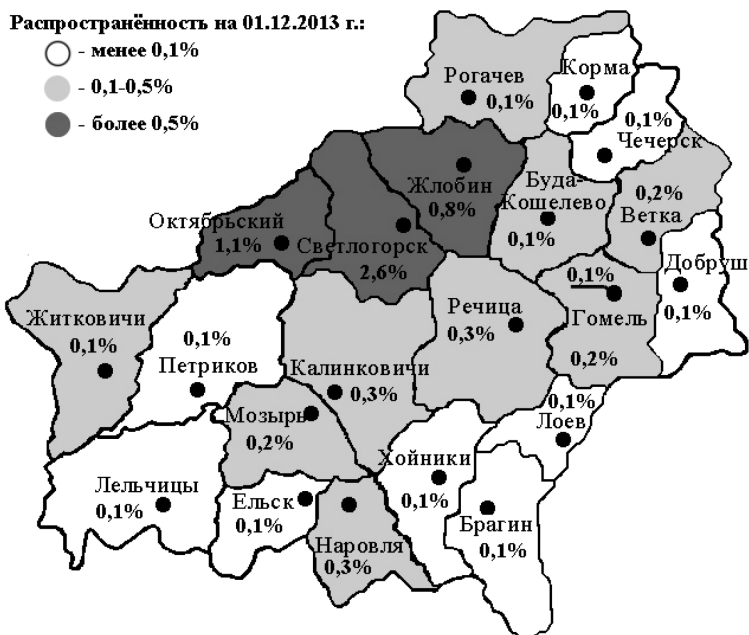 Распространённость на 01.12.2013 г.:
- менее 0,1%
- 0,1-0,5%
- более 0,5%
Рогачев
0,1%
Корма
0,1%
0,1%
Чечерск
Жлобин
0,8%
Буда-
Кошелево
0,1%
0,2%
Ветка
Октябрьский
1,1%
Светлогорск
2,6%
Добруш
0,1%
0,1%
Гомель
0,2%
Речица
0,3%
Житковичи
0,1%
0,1%
Петриков
Калинковичи
0,3%
Мозырь
0,2%
0,1%
Лоев
Хойники
0,1%
Лельчицы
0,1%
Ельск
0,1%
Наровля
0,3%
Брагин
0,1%